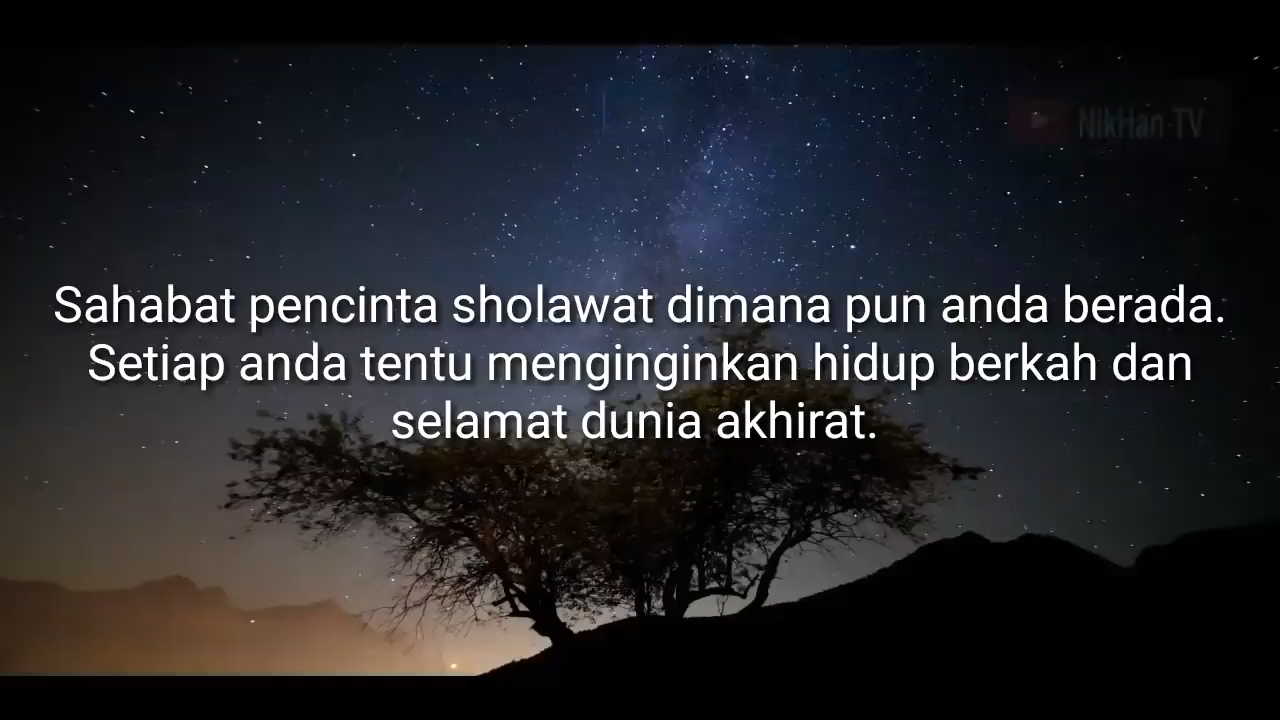 NikHan TV
Sahabat pencinta sholawat dimana pun anda berada.
Setiap anda tentu menginginkan hidup berkah dan
selamat dunia akhirat.